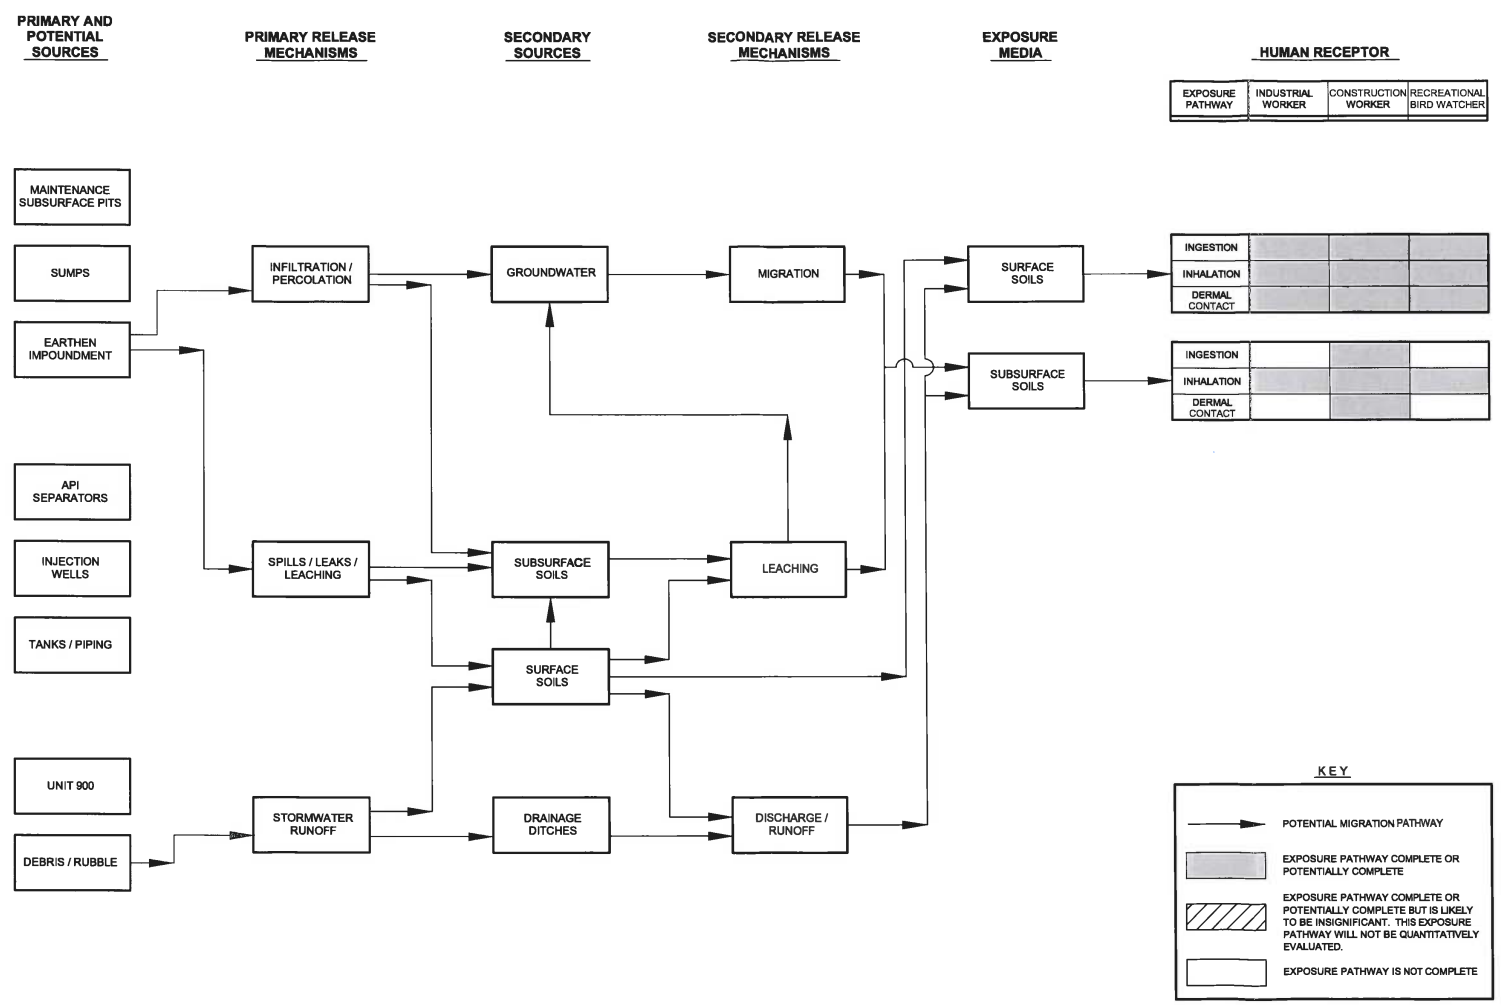 PRIMARY AND
POTENTIAL
SOURCES
PRIMARY RELEASE
MECHANISMS
SECONDARY
SOURCES
SECONDARY RELEASE
MECHANISMS
EXPOSURE
MEDIA
HUMAN RECEPTOR
EXPOSURE
PATHWAY
INDUSTRIAL
WORKER
CONSTRUCTION
WORKER
RECREATIONAL
BIRD WATCHER
MAINTENANCE
SUBSURFACE PITS
SUMPS
EARTHEN
IMPOUNDMENT
API
SEPARATORS
INJECTION
WELLS
TANKS / PIPING
UNIT 900
DEBRIS / RUBBLE
INFILTRATION /
PERCOLATION
SPILLS / LEAKS /
LEACHING
STORMWATER
RUNOFF
GROUNDWATER
SUBSURFACE
SOILS
SURFACE
SOILS
DRAINAGE
DITCHES
MIGRATION
LEACHING
DISCHARGE /
RUNOFF
SURFACE
SOILS
SUBSURFACE
SOILS
INGESTION
INHALATION
DERMAL
CONTACT
INGESTION
INHALATION
DERMAL
CONTACT
KEY
POTENTIAL MIGRATION PATHWAY
EXPOSURE PATHWAY COMPLETE OR
POTENTIALLY COMPLETE
EXPOSURE PATHWAY COMPLETE OR
POTENTIALLY COMPLETE BUT IS LIKELY
TO BE INSIGNIFICANT. THIS EXPOSURE
PATHWAY WILL NOT BE QUANTITATIVELY
EVALUATED.
EXPOSURE PATHWAY IS NOT COMPLETE